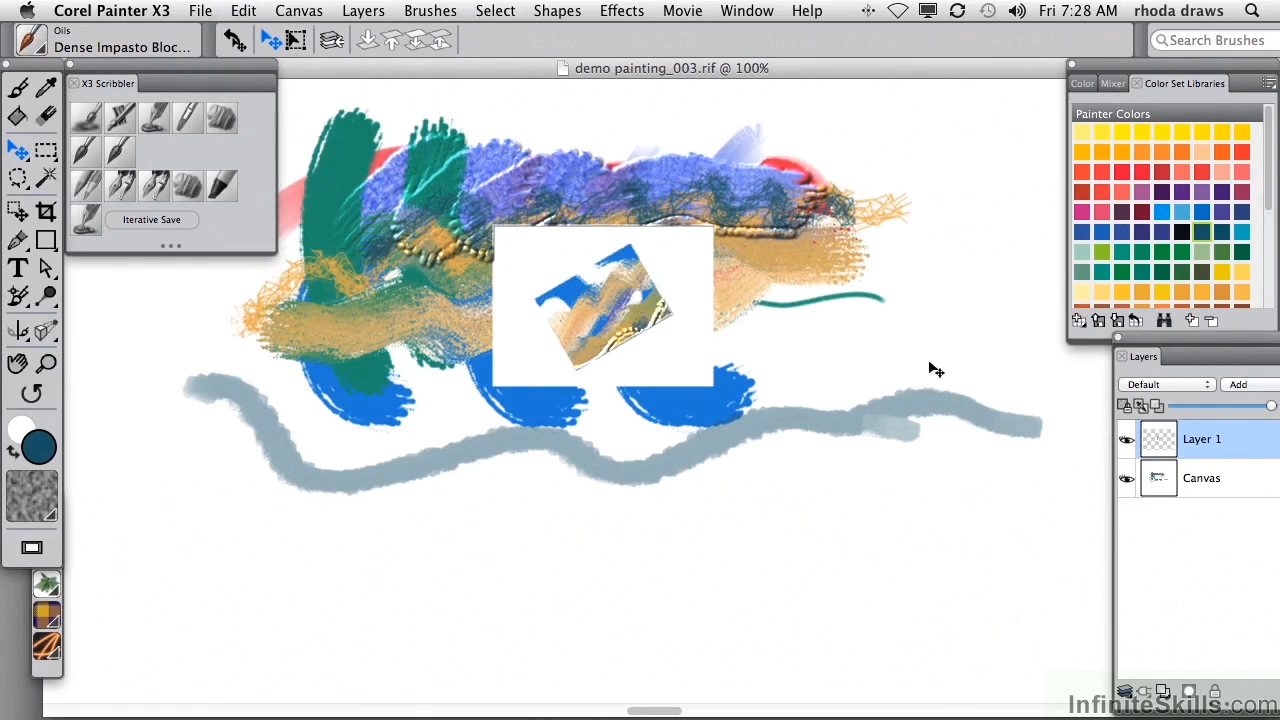 Corel Painter X3 File Edit Canvas Layers Brushes Select Shapes Effects Movie Window Help Fri 7:28 AM rhoda draws
Oils
Dense Impasto Bloc...
Search Brushes
demo painting_003.rif @ 100%
X3 Scribbler
Iterative Save
Color Mixer Color Set Libraries
Painter Colors
Layers
Default Add
Layer 1
Canvas
T
InfiniteSkills.com